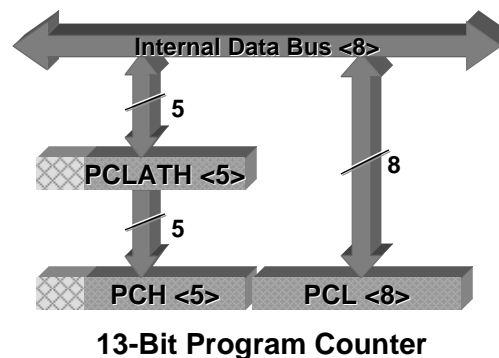 Internal Data Bus <8>
5
PCLATH <5>
8
5
PCH <5>
PCL <8>
13-Bit Program Counter